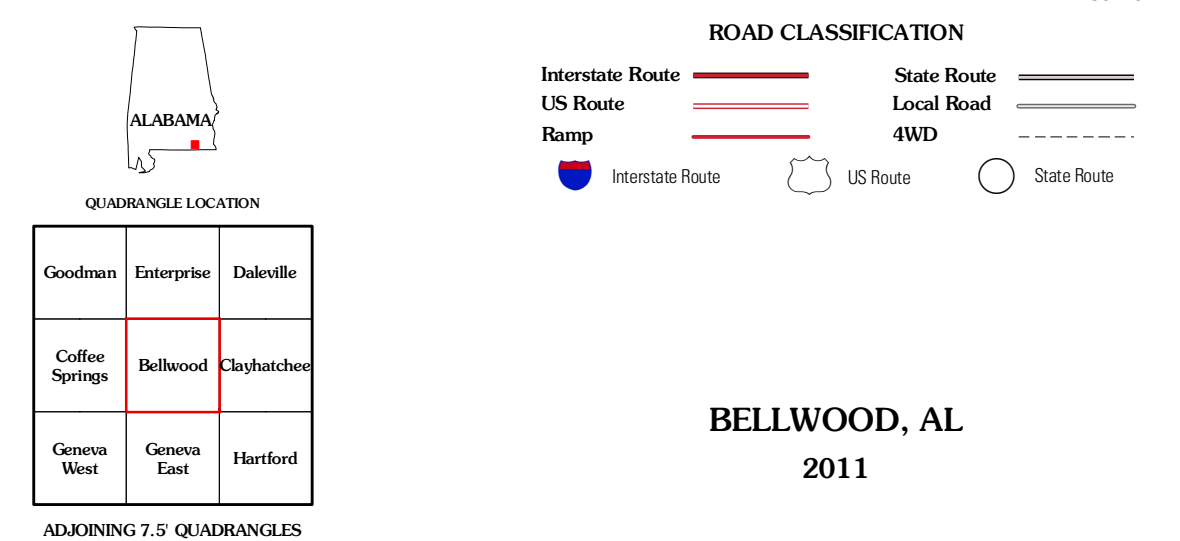 ALABAMA
QUADRANGLE LOCATION
Goodman Enterprise Daleville
Coffee
Springs
Bellwood
Clayhatchee
Geneva
West
Geneva
East
Hartford
ADJOINING 7.5' QUADRANGLES
ROAD CLASSIFICATION
Interstate Route State Route
US Route Local Road
Ramp 4WD
Interstate Route US Route State Route
BELLWOOD, AL
2011